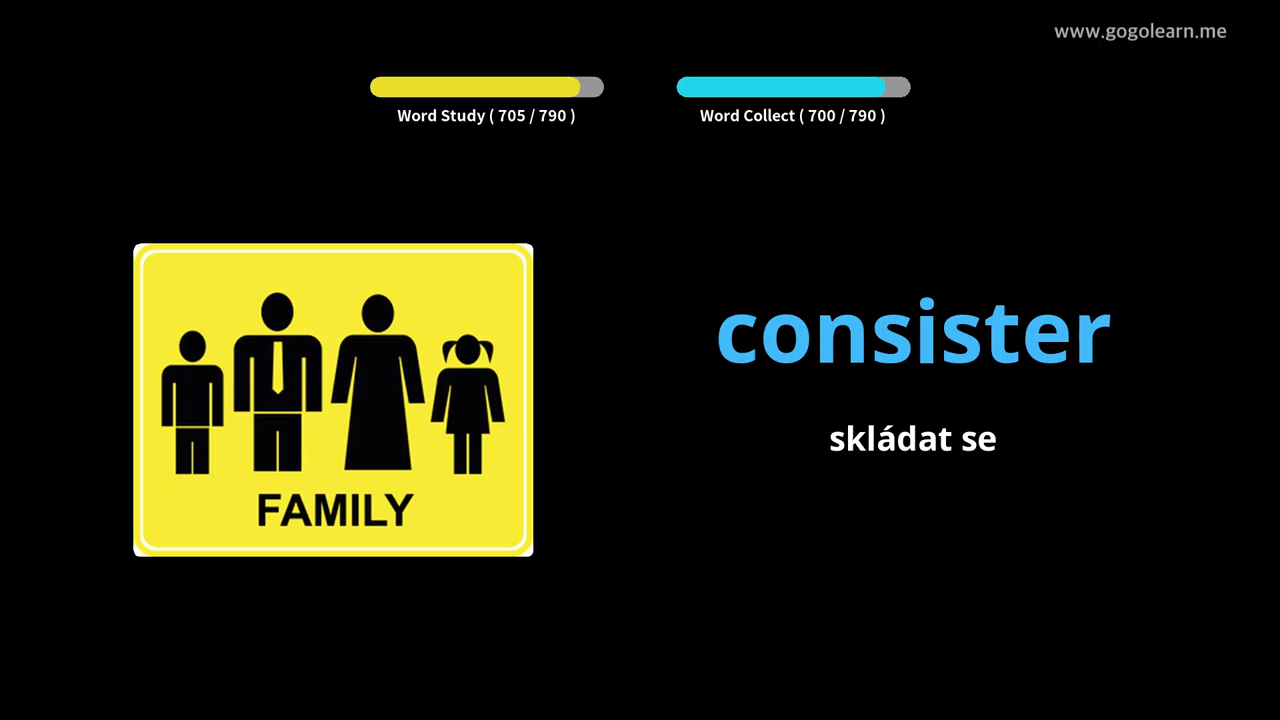 www.gogolearn.me
Word Study ( 705 / 790 )
Word Collect ( 700 / 790 )
consister
skládat se
FAMILY